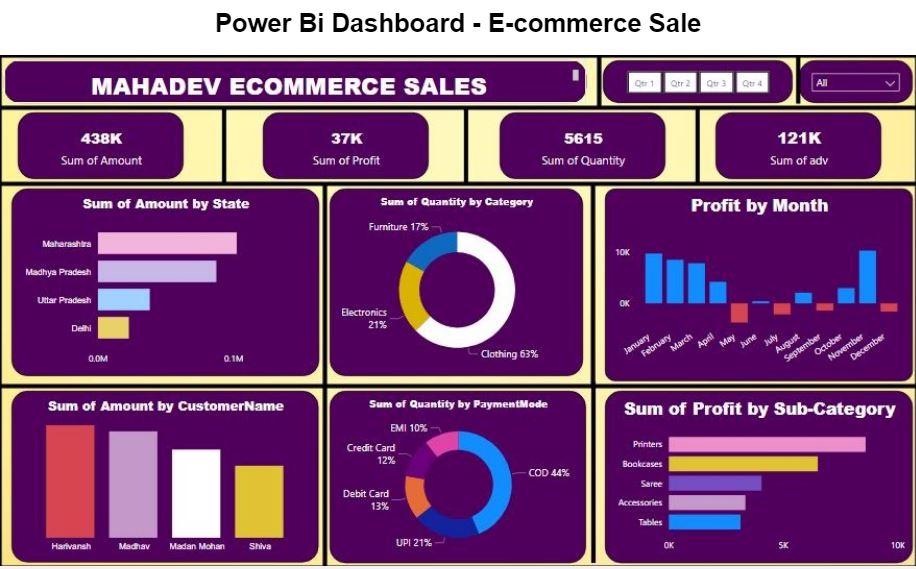 Power Bi Dashboard - E-commerce Sale
MAHADEV ECOMMERCE SALES
Qtr 1 Qtr 2 Qtr 3 Qtr 4
All
438K
Sum of Amount
37K
Sum of Profit
5615
Sum of Quantity
121K
Sum of adv
Sum of Amount by State
Maharashtra
Madhya Pradesh
Uttar Pradesh
Delhi
0.0M 0.1M
Sum of Quantity by Category
Furniture 17%
Electronics
21%
Clothing 63%
Profit by Month
10K
0K
January February March April May June July August September October November December
Sum of Amount by CustomerName
Harivansh Madhav Madan Mohan Shiva
Sum of Quantity by PaymentMode
EMI 10%
Credit Card
12%
COD 44%
Debit Card
13%
UPI 21%
Sum of Profit by Sub-Category
Printers
Bookcases
Saree
Accessories
Tables
0K 5K 10K